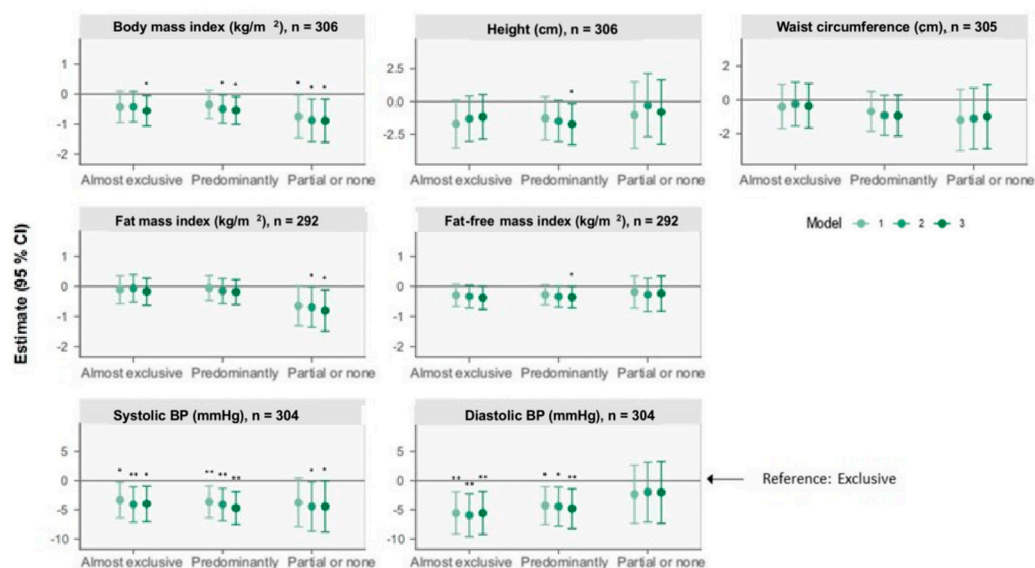 Body mass index (kg/m ²), n = 306
Height (cm), n = 306
Waist circumference (cm), n = 305
1
0
-1
-2
2.5
0.0
-2.5
2
0
-2
* * * * * *
*
Almost exclusive Predominantly Partial or none
Almost exclusive Predominantly Partial or none
Almost exclusive Predominantly Partial or none
Estimate (95 % CI)
Fat mass index (kg/m ²), n = 292
Fat-free mass index (kg/m ²), n = 292
Model 1 2 3
1
0
-1
-2
1
0
-1
-2
* *
*
Almost exclusive Predominantly Partial or none
Almost exclusive Predominantly Partial or none
Systolic BP (mmHg), n = 304
Diastolic BP (mmHg), n = 304
5
0
-5
-10
5
0
-5
-10
* ** * ** ** ** * *
** ** ** * * **
Reference: Exclusive
Almost exclusive Predominantly Partial or none
Almost exclusive Predominantly Partial or none